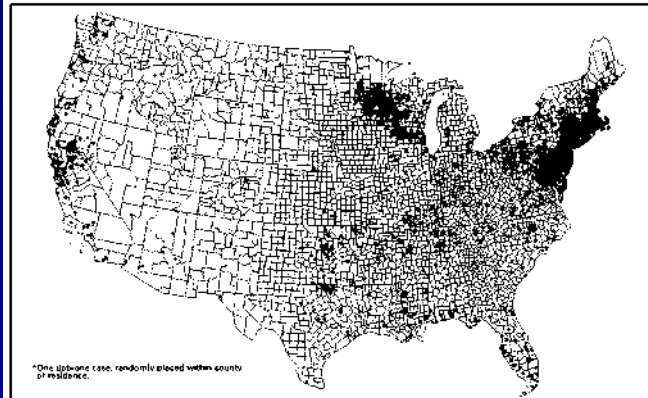 *One dot=one case, randomly placed within county
of residence.